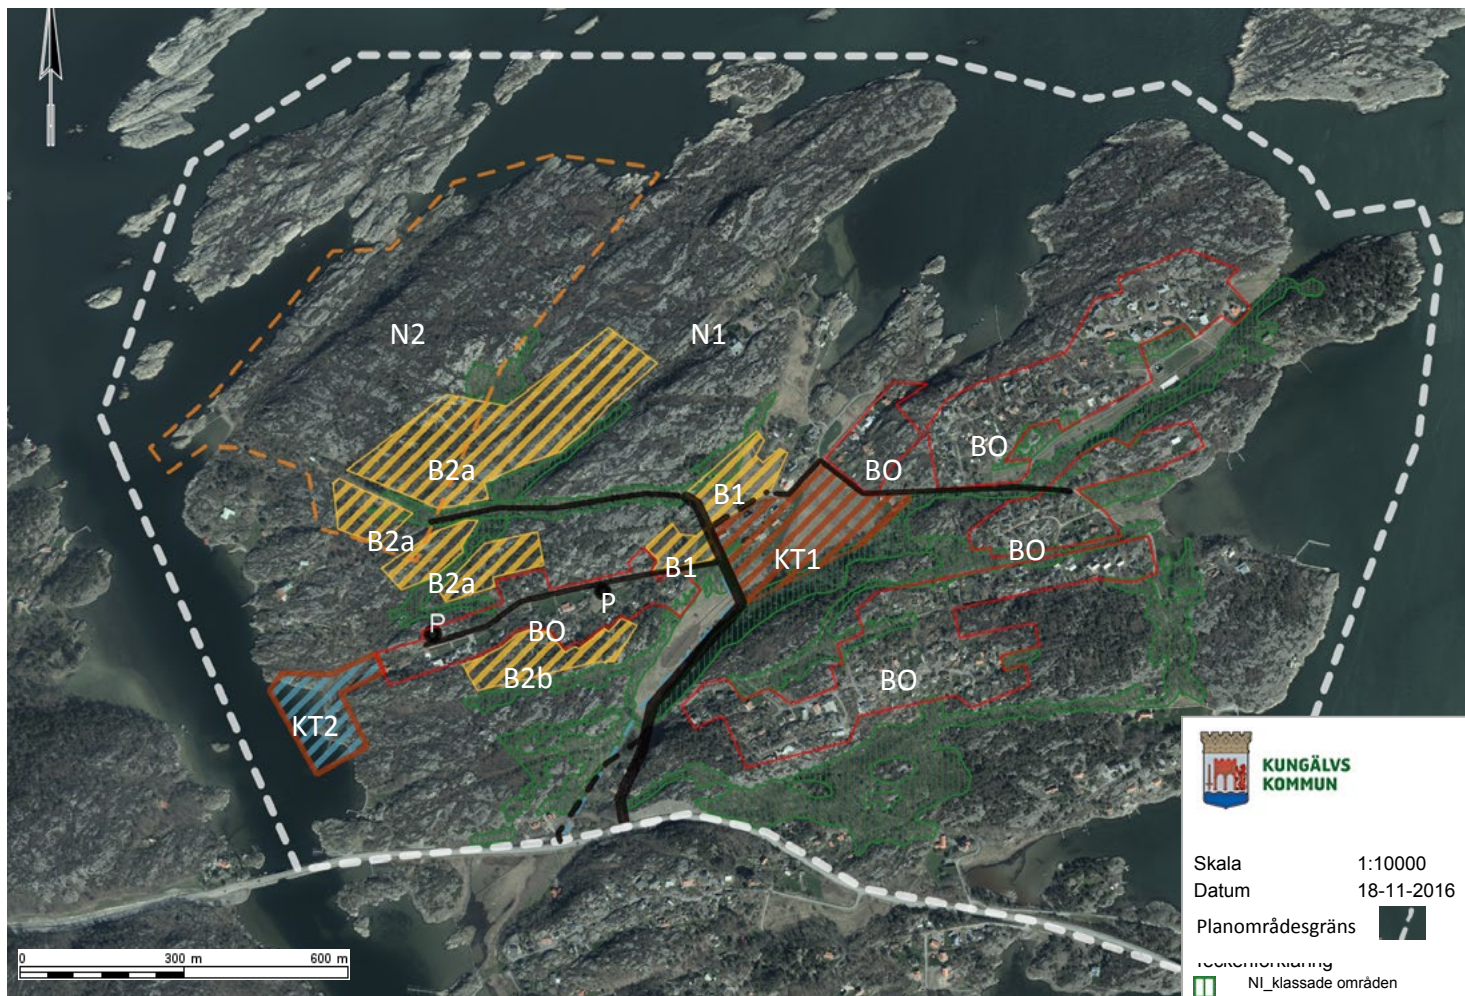 N2
N1
B2a
BO
BO
B1
B2a
KT1
BO
B2a
B1
P
P
BO
B2b
BO
KT2
KUNGÄLVS
KOMMUN
Skala 1:10000
Datum 18-11-2016
Planområdesgräns
Teckenförklaring
NI_klassade områden
0 300 m 600 m